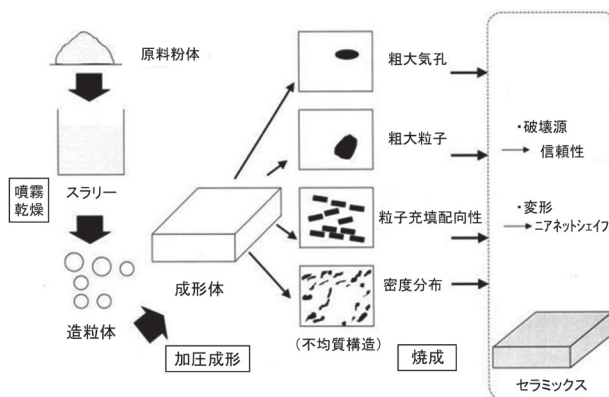 原料粉体
噴霧
乾燥
スラリー
造粒体
成形体
加圧成形
粗大気孔
粗大粒子
粒子充填配向性
密度分布
(不均質構造)
焼成
・破壊源
信頼性
・変形
ニアネットシェイフ
セラミックス